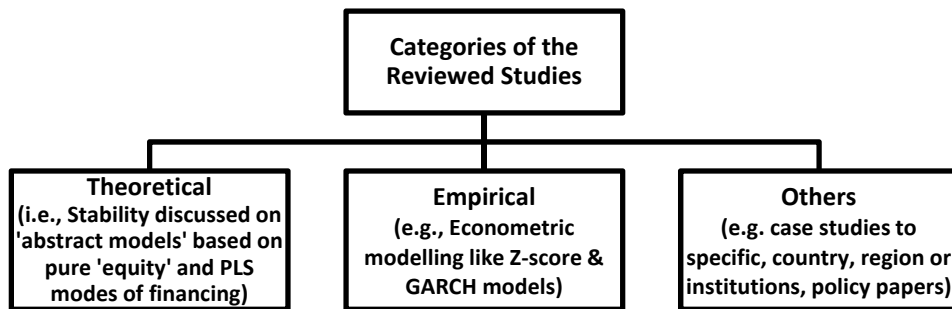 Categories of the
Reviewed Studies
Theoretical
(i.e., Stability discussed on
'abstract models' based on
pure 'equity' and PLS
modes of financing)
Empirical
(e.g., Econometric
modelling like Z-score &
GARCH models)
Others
(e.g. case studies to
specific, country, region or
institutions, policy papers)